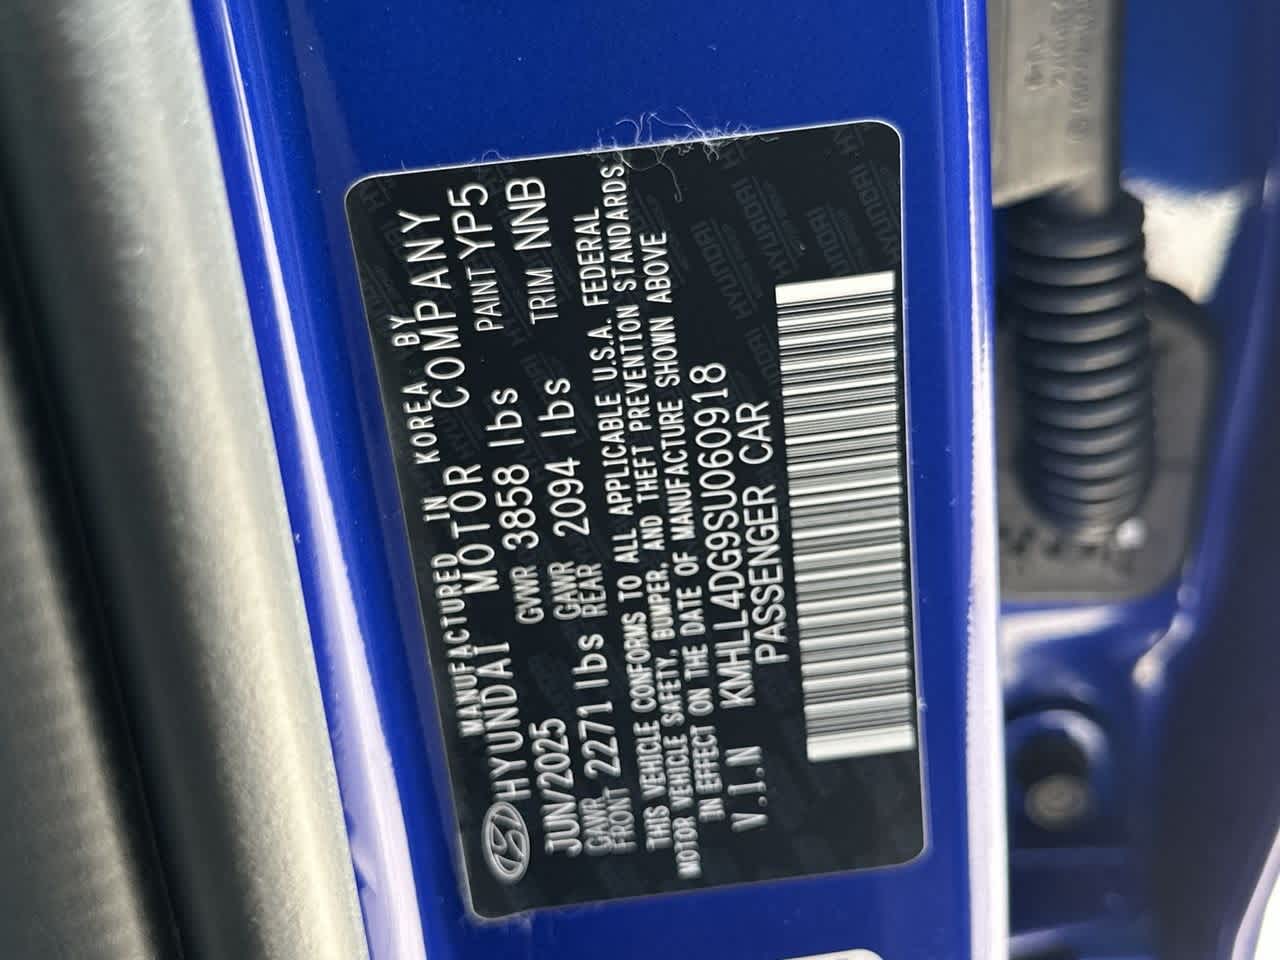 MANUFACTURED IN KOREA BY
HYUNDAI MOTOR COMPANY
JUN/2025 GVWR 3858 lbs PAINT YP5
GAWR FRONT 2271 lbs GAWR REAR 2094 lbs TRIM NNB
THIS VEHICLE CONFORMS TO ALL APPLICABLE U.S.A. FEDERAL
MOTOR VEHICLE SAFETY, BUMPER, AND THEFT PREVENTION STANDARDS
IN EFFECT ON THE DATE OF MANUFACTURE SHOWN ABOVE
V.I.N KMHLL4DG9SU060918
PASSENGER CAR